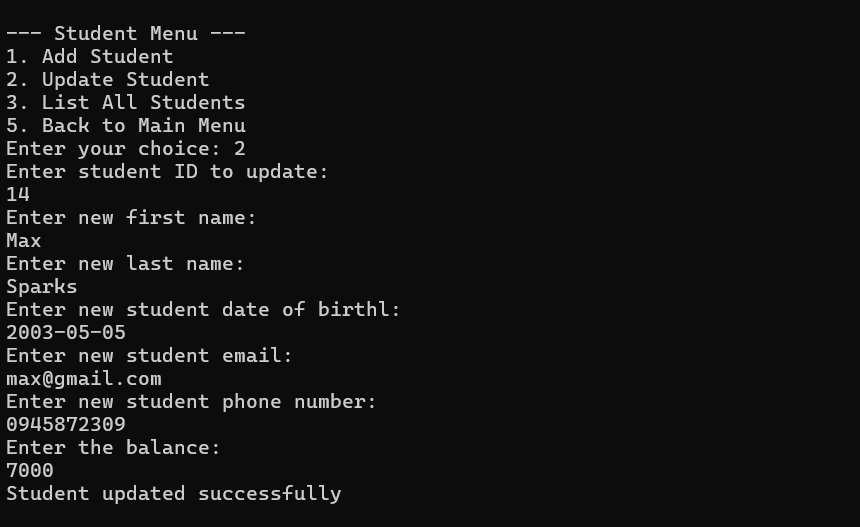 --- Student Menu ---
1. Add Student
2. Update Student
3. List All Students
5. Back to Main Menu
Enter your choice: 2
Enter student ID to update:
14
Enter new first name:
Max
Enter new last name:
Sparks
Enter new student date of birthl:
2003-05-05
Enter new student email:
max@gmail.com
Enter new student phone number:
0945872309
Enter the balance:
7000
Student updated successfully